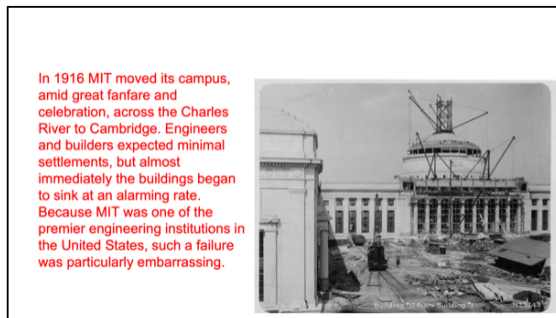 In 1916 MIT moved its campus,
amid great fanfare and
celebration, across the Charles
River to Cambridge. Engineers
and builders expected minimal
settlements, but almost
immediately the buildings began
to sink at an alarming rate.
Because MIT was one of the
premier engineering institutions in
the United States, such a failure
was particularly embarrassing.
Building